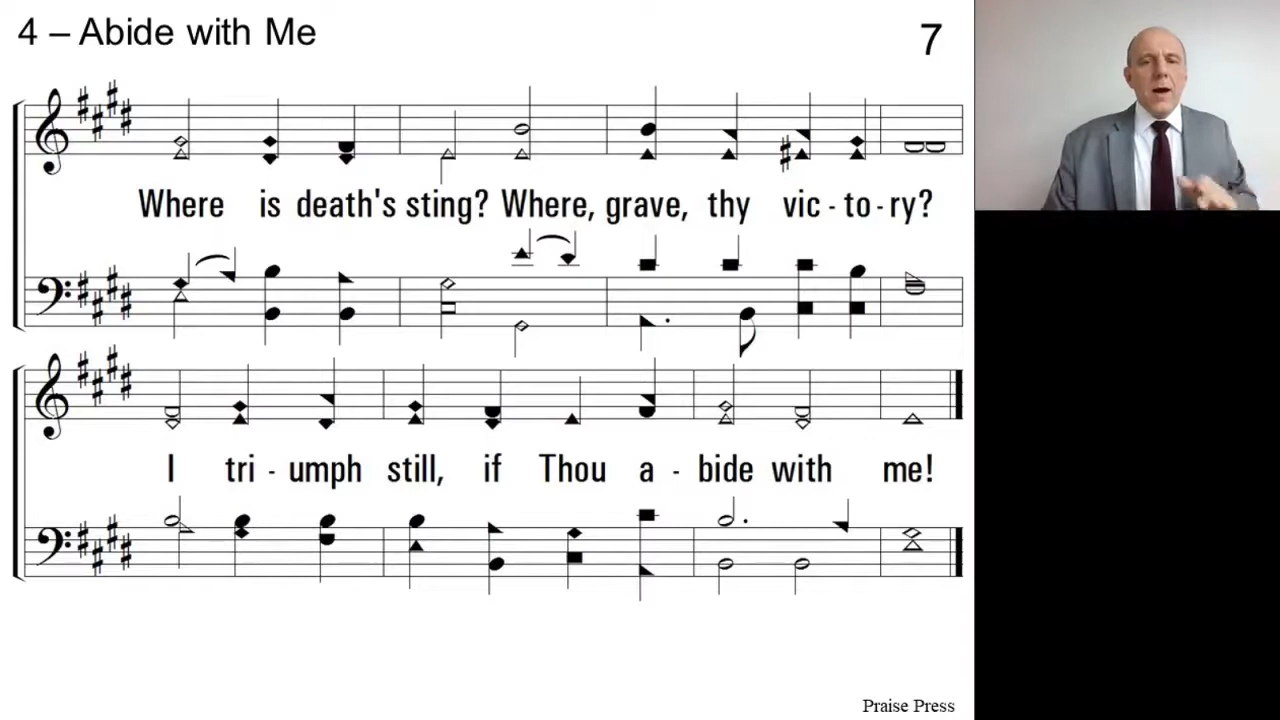 4 – Abide with Me
7
Where is death's sting? Where, grave, thy vic - to - ry?
I tri - umph still, if Thou a - bide with me!
Praise Press